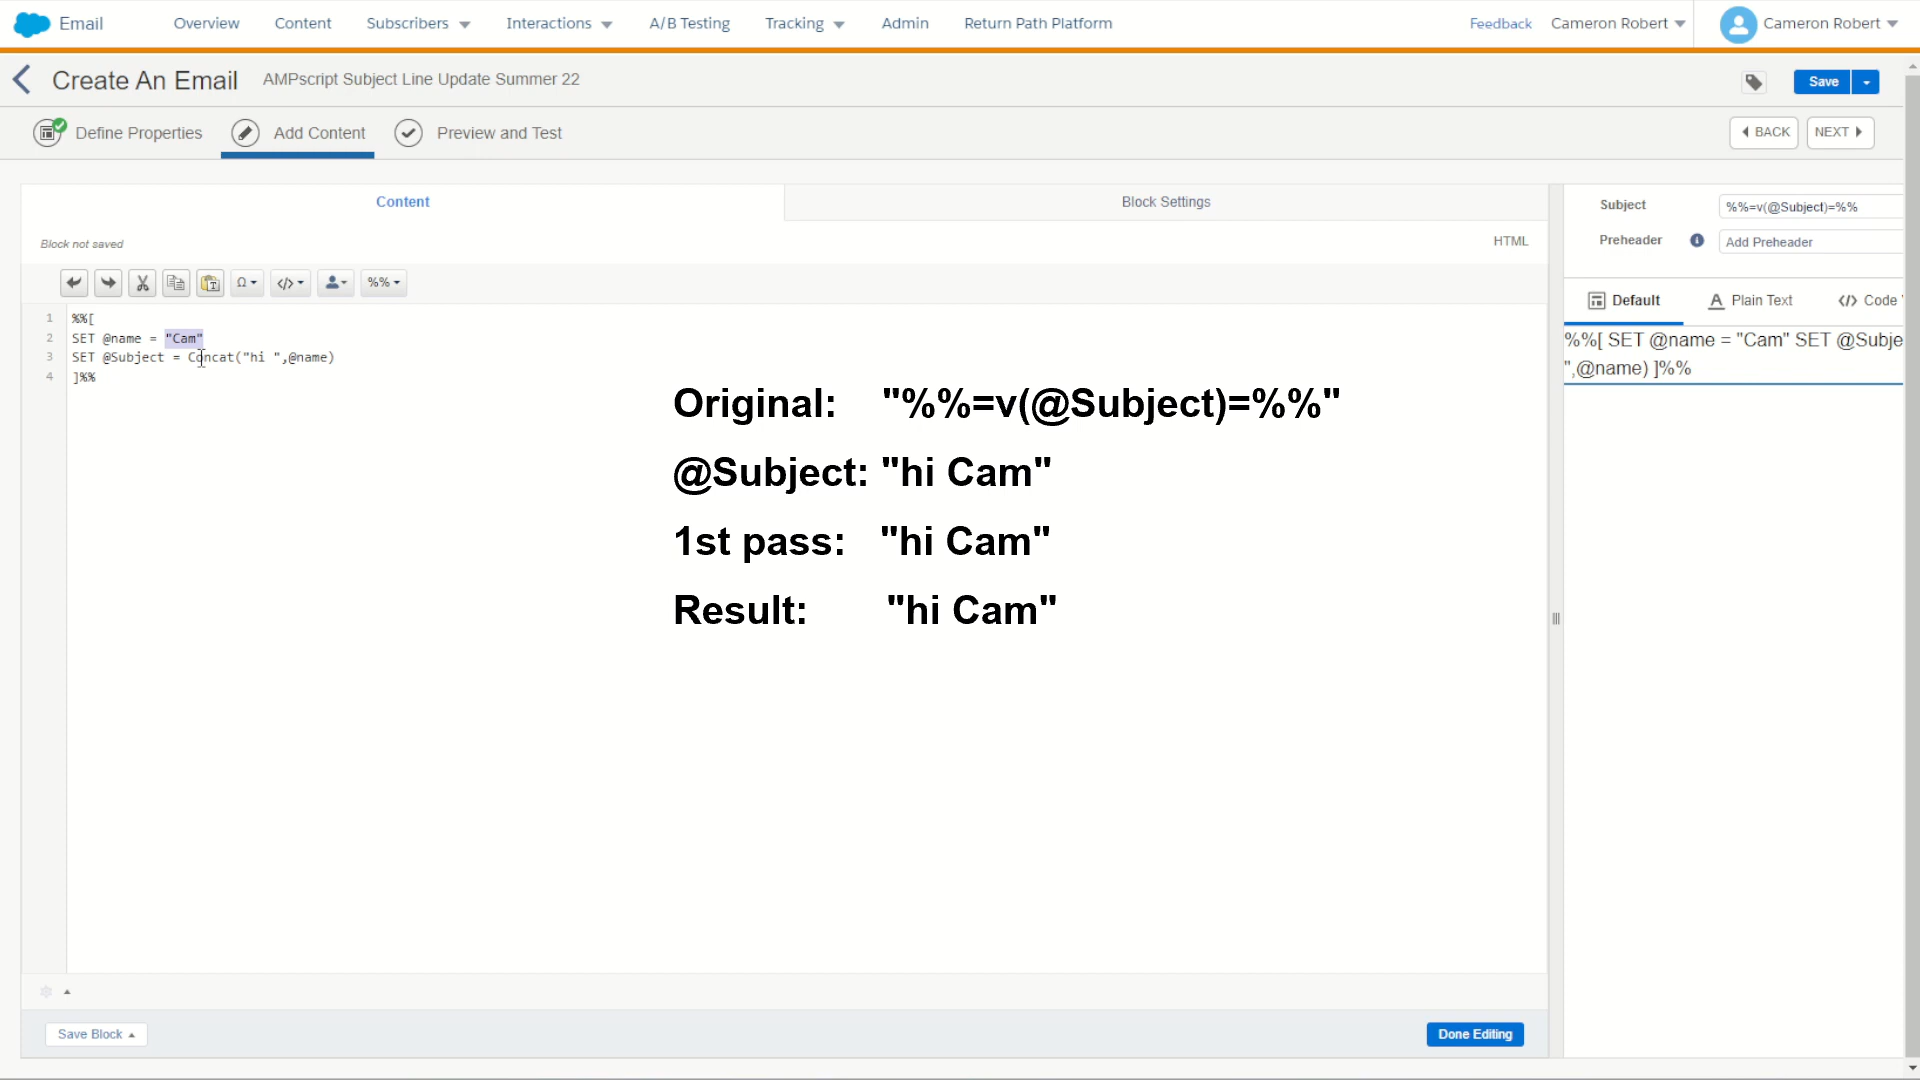 Email Overview Content Subscribers Interactions A/B Testing Tracking Admin Return Path Platform Feedback Cameron Robert Cameron Robert
Create An Email AMPscript Subject Line Update Summer 22 Save
Define Properties Add Content Preview and Test BACK NEXT
Content Block Settings
Subject %%=v(@Subject)=%%
Block not saved HTML
Preheader Add Preheader
Ω </> %%
Default Plain Text </> Code
1 %%[
2 SET @name = "Cam"
3 SET @Subject = Concat("hi ",@name)
4 ]%%
%%[ SET @name = "Cam" SET @Subje
",@name) ]%%
Original: "%%=v(@Subject)=%%"
@Subject: "hi Cam"
1st pass: "hi Cam"
Result: "hi Cam"
Save Block Done Editing